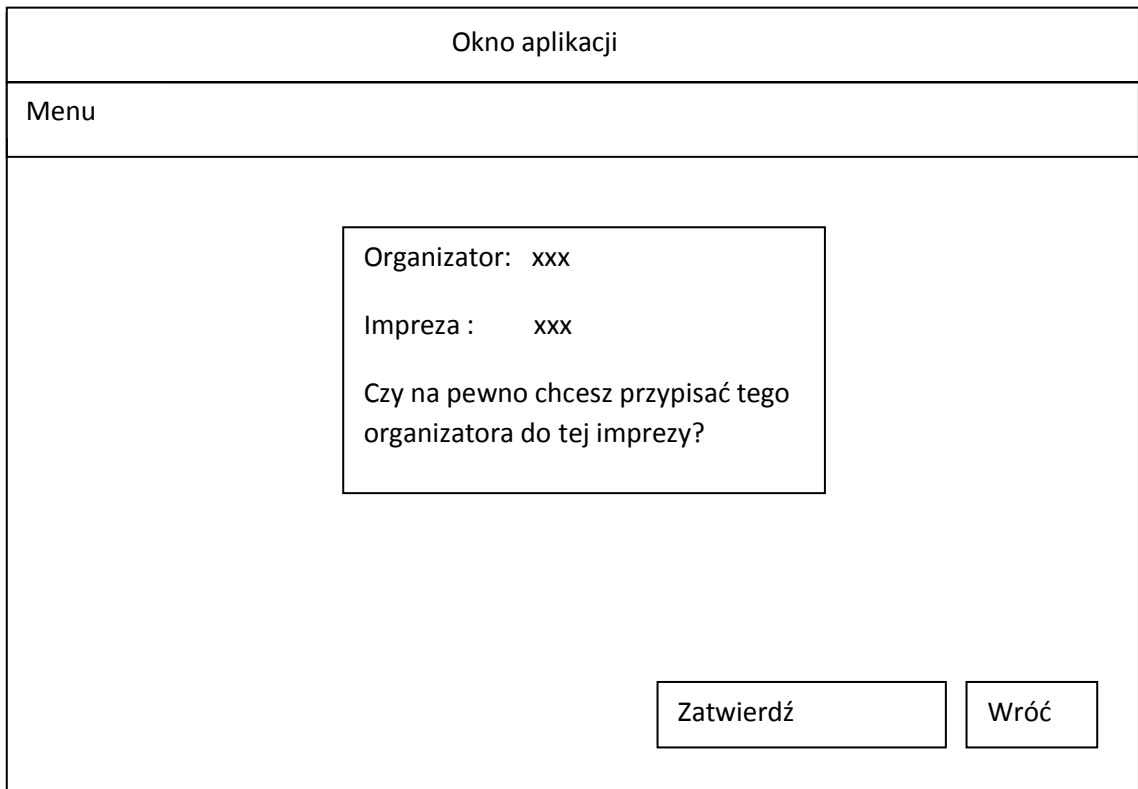 Okno aplikacji
Menu
Organizator: xxx
Impreza : xxx
Czy na pewno chcesz przypisać tego
organizatora do tej imprezy?
Zatwierdź
Wróć